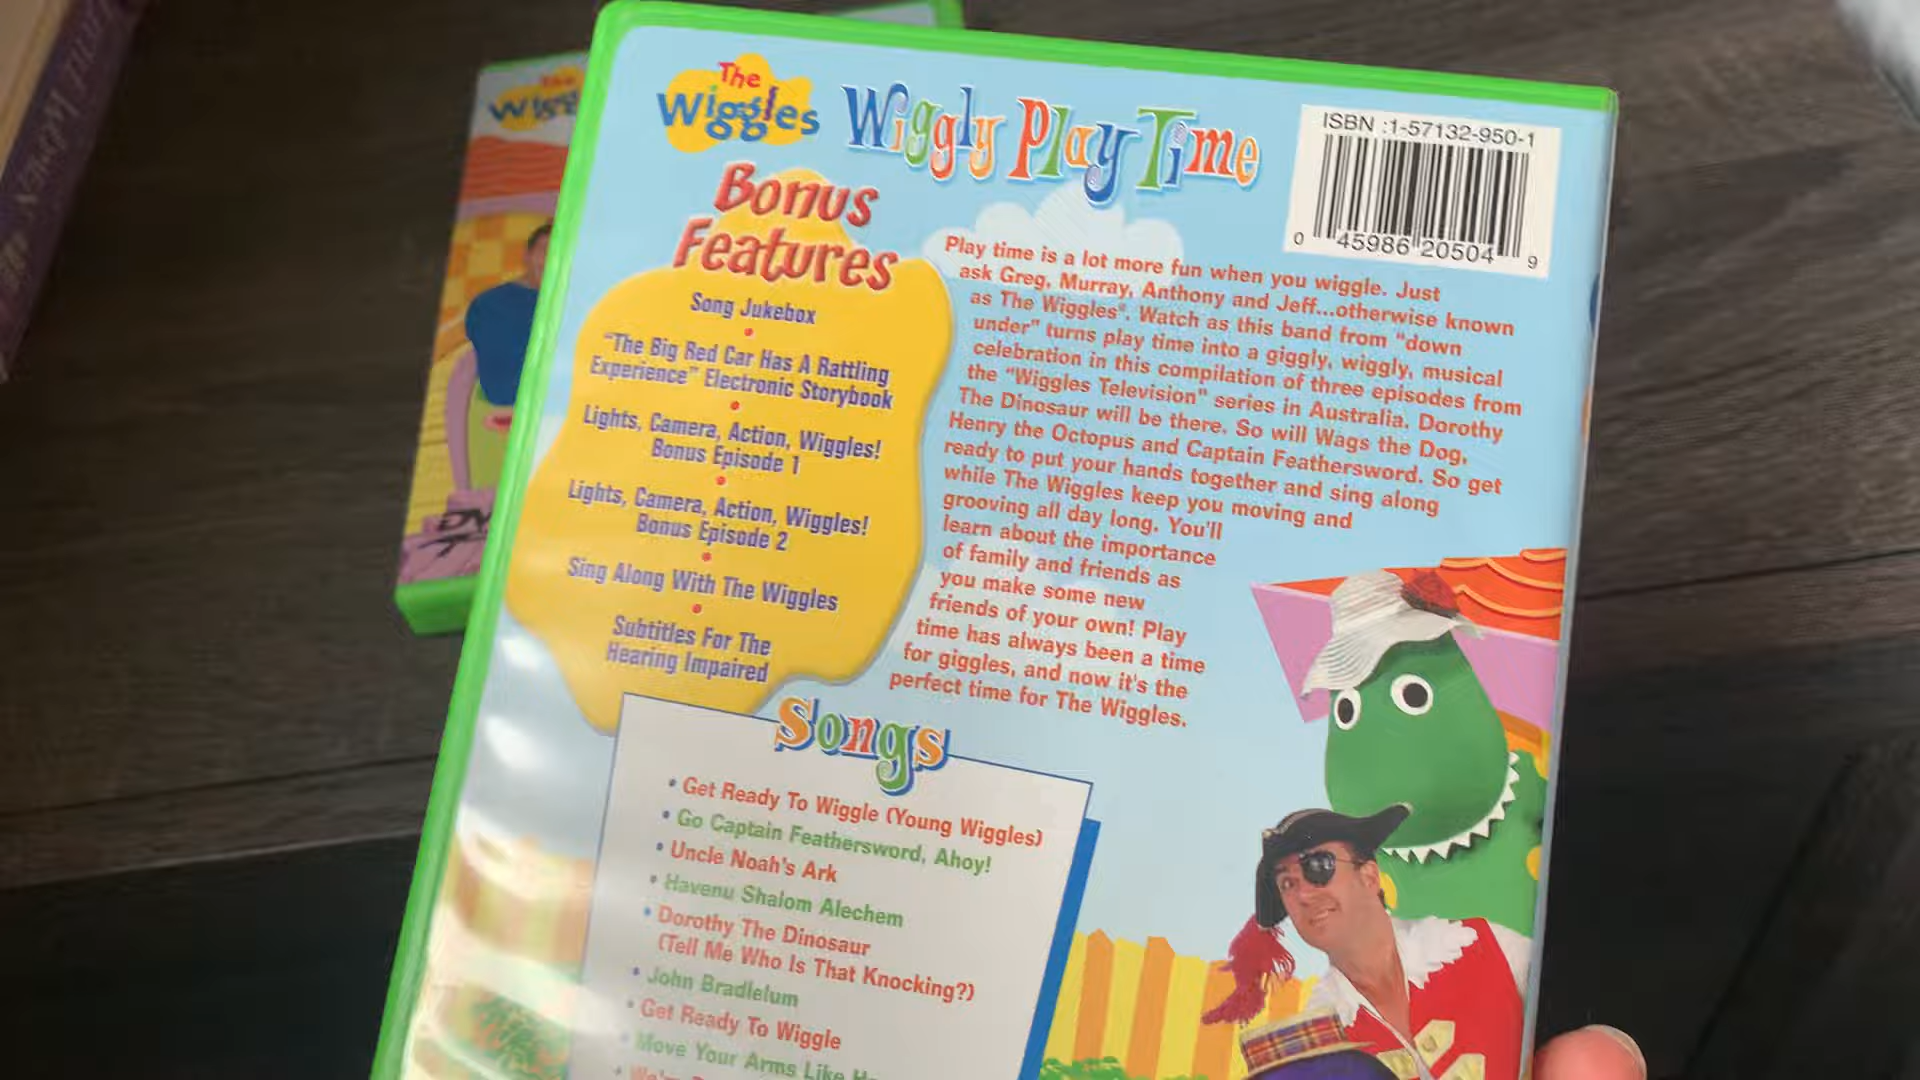 The
Wiggles
Wiggly Play Time
ISBN :1-57132-950-1
0 45986 20504 9
Bonus
Features
Song Jukebox
"The Big Red Car Has A Rattling
Experience" Electronic Storybook
Lights, Camera, Action, Wiggles!
Bonus Episode 1
Lights, Camera, Action, Wiggles!
Bonus Episode 2
Sing Along With The Wiggles
Subtitles For The
Hearing Impaired
Play time is a lot more fun when you wiggle. Just
ask Greg, Murray, Anthony and Jeff...otherwise known
as The Wiggles®. Watch as this band from "down
under" turns play time into a giggly, wiggly, musical
celebration in this compilation of three episodes from
the "Wiggles Television" series in Australia. Dorothy
The Dinosaur will be there. So will Wags the Dog,
Henry the Octopus and Captain Feathersword. So get
ready to put your hands together and sing along
while The Wiggles keep you moving and
grooving all day long. You'll
learn about the importance
of family and friends as
you make some new
friends of your own! Play
time has always been a time
for giggles, and now it's the
perfect time for The Wiggles.
Songs
• Get Ready To Wiggle (Young Wiggles)
• Go Captain Feathersword, Ahoy!
• Uncle Noah's Ark
• Havenu Shalom Alechem
• Dorothy The Dinosaur
(Tell Me Who Is That Knocking?)
• John Bradlelum
• Get Ready To Wiggle
• Move Your Arms Like